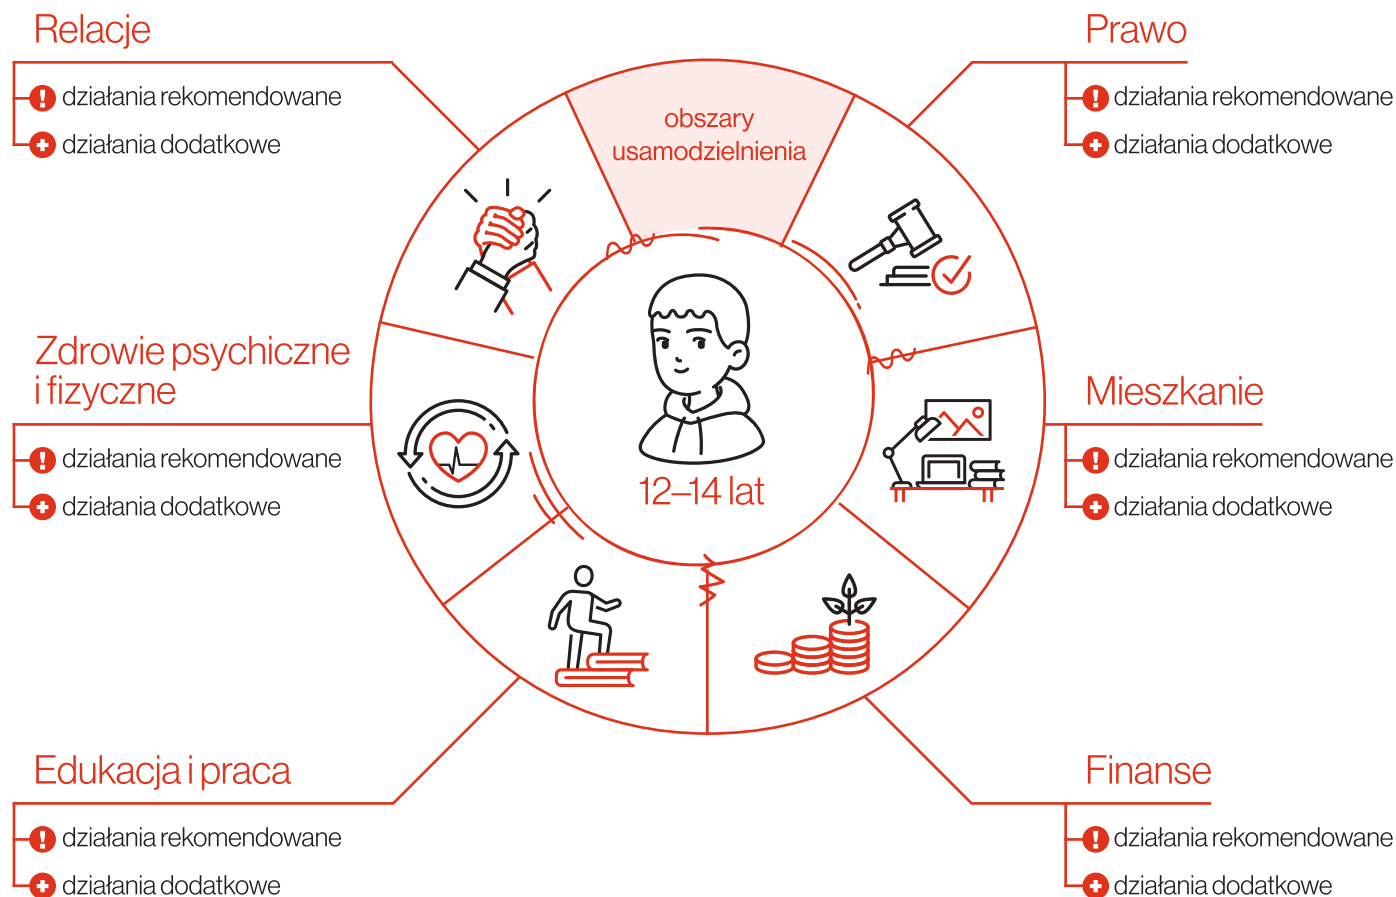 Relacje
działania rekomendowane
działania dodatkowe
Zdrowie psychiczne
i fizyczne
działania rekomendowane
działania dodatkowe
Edukacja i praca
działania rekomendowane
działania dodatkowe
obszary
usamodzielnienia
12–14 lat
Prawo
działania rekomendowane
działania dodatkowe
Mieszkanie
działania rekomendowane
działania dodatkowe
Finanse
działania rekomendowane
działania dodatkowe